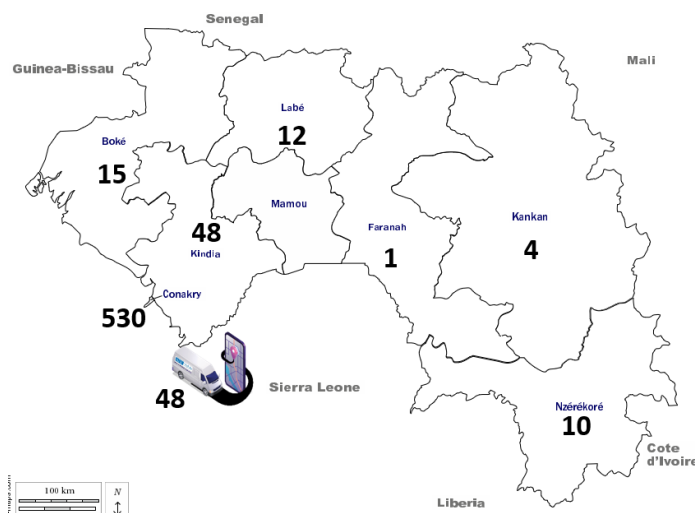 Senegal
Guinea-Bissau
Mali
Labé
12
Boké
15
Mamou
48
Kindia
Faranah
1
Kankan
4
Conakry
530
48
Sierra Leone
Nzérékoré
10
Cote
d'Ivoire
Liberia
100 km
N